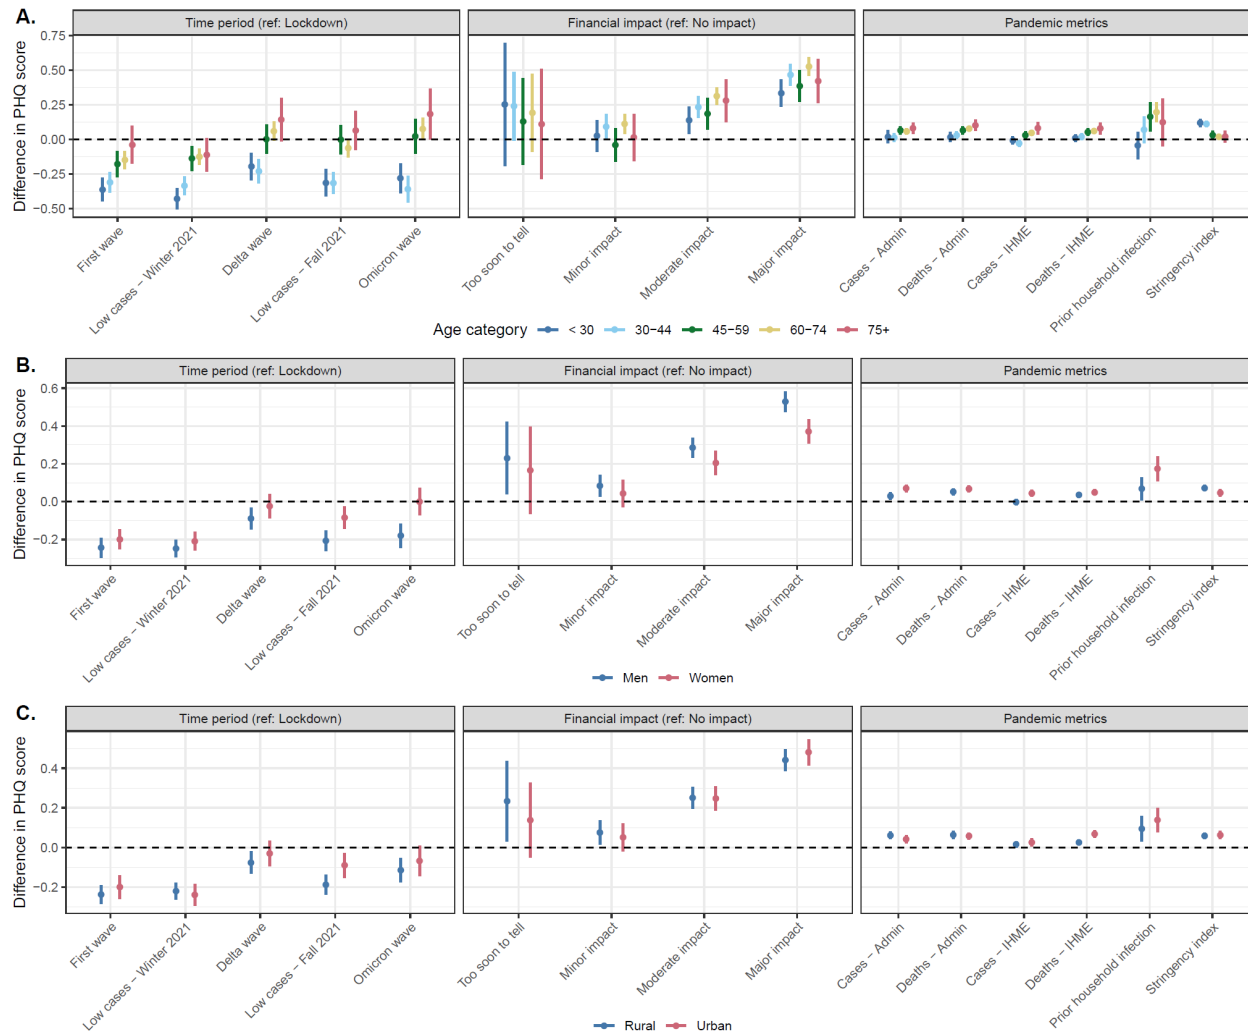 A.
Time period (ref: Lockdown)
Financial impact (ref: No impact)
Pandemic metrics
Difference in PHQ score
0.75
0.50
0.25
0.00
−0.25
−0.50
First wave
Low cases − Winter 2021
Delta wave
Low cases − Fall 2021
Omicron wave
Too soon to tell
Minor impact
Moderate impact
Major impact
Cases − Admin
Deaths − Admin
Cases − IHME
Deaths − IHME
Prior household infection
Stringency index
Age category < 30 30−44 45−59 60−74 75+
B.
Time period (ref: Lockdown)
Financial impact (ref: No impact)
Pandemic metrics
Difference in PHQ score
0.6
0.4
0.2
0.0
−0.2
First wave
Low cases − Winter 2021
Delta wave
Low cases − Fall 2021
Omicron wave
Too soon to tell
Minor impact
Moderate impact
Major impact
Cases − Admin
Deaths − Admin
Cases − IHME
Deaths − IHME
Prior household infection
Stringency index
Men Women
C.
Time period (ref: Lockdown)
Financial impact (ref: No impact)
Pandemic metrics
Difference in PHQ score
0.4
0.2
0.0
−0.2
First wave
Low cases − Winter 2021
Delta wave
Low cases − Fall 2021
Omicron wave
Too soon to tell
Minor impact
Moderate impact
Major impact
Cases − Admin
Deaths − Admin
Cases − IHME
Deaths − IHME
Prior household infection
Stringency index
Rural Urban